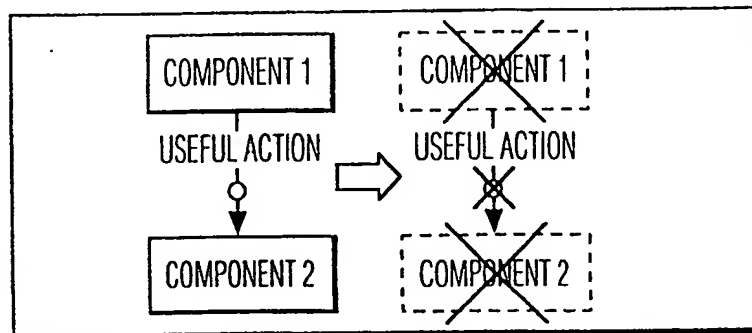 COMPONENT 1
USEFUL ACTION
COMPONENT 2
COMPONENT 1
USEFUL ACTION
COMPONENT 2